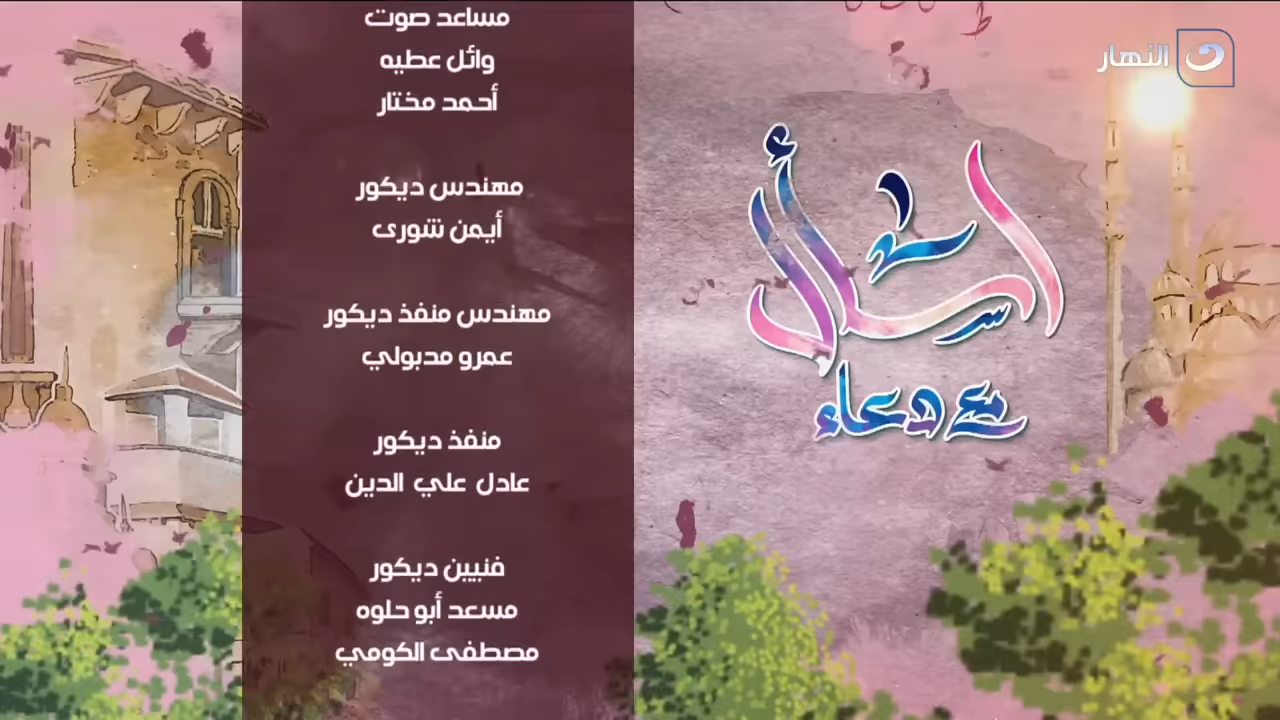 مساعد صوت
وائل عطيه
أحمد مختار
مهندس ديكور
أيمن شورى
مهندس منفذ ديكور
عمرو مدبولي
منفذ ديكور
عادل علي الدين
فنيين ديكور
مسعد أبو حلوه
مصطفى الكومي
النهار
اسأل
مع دعاء